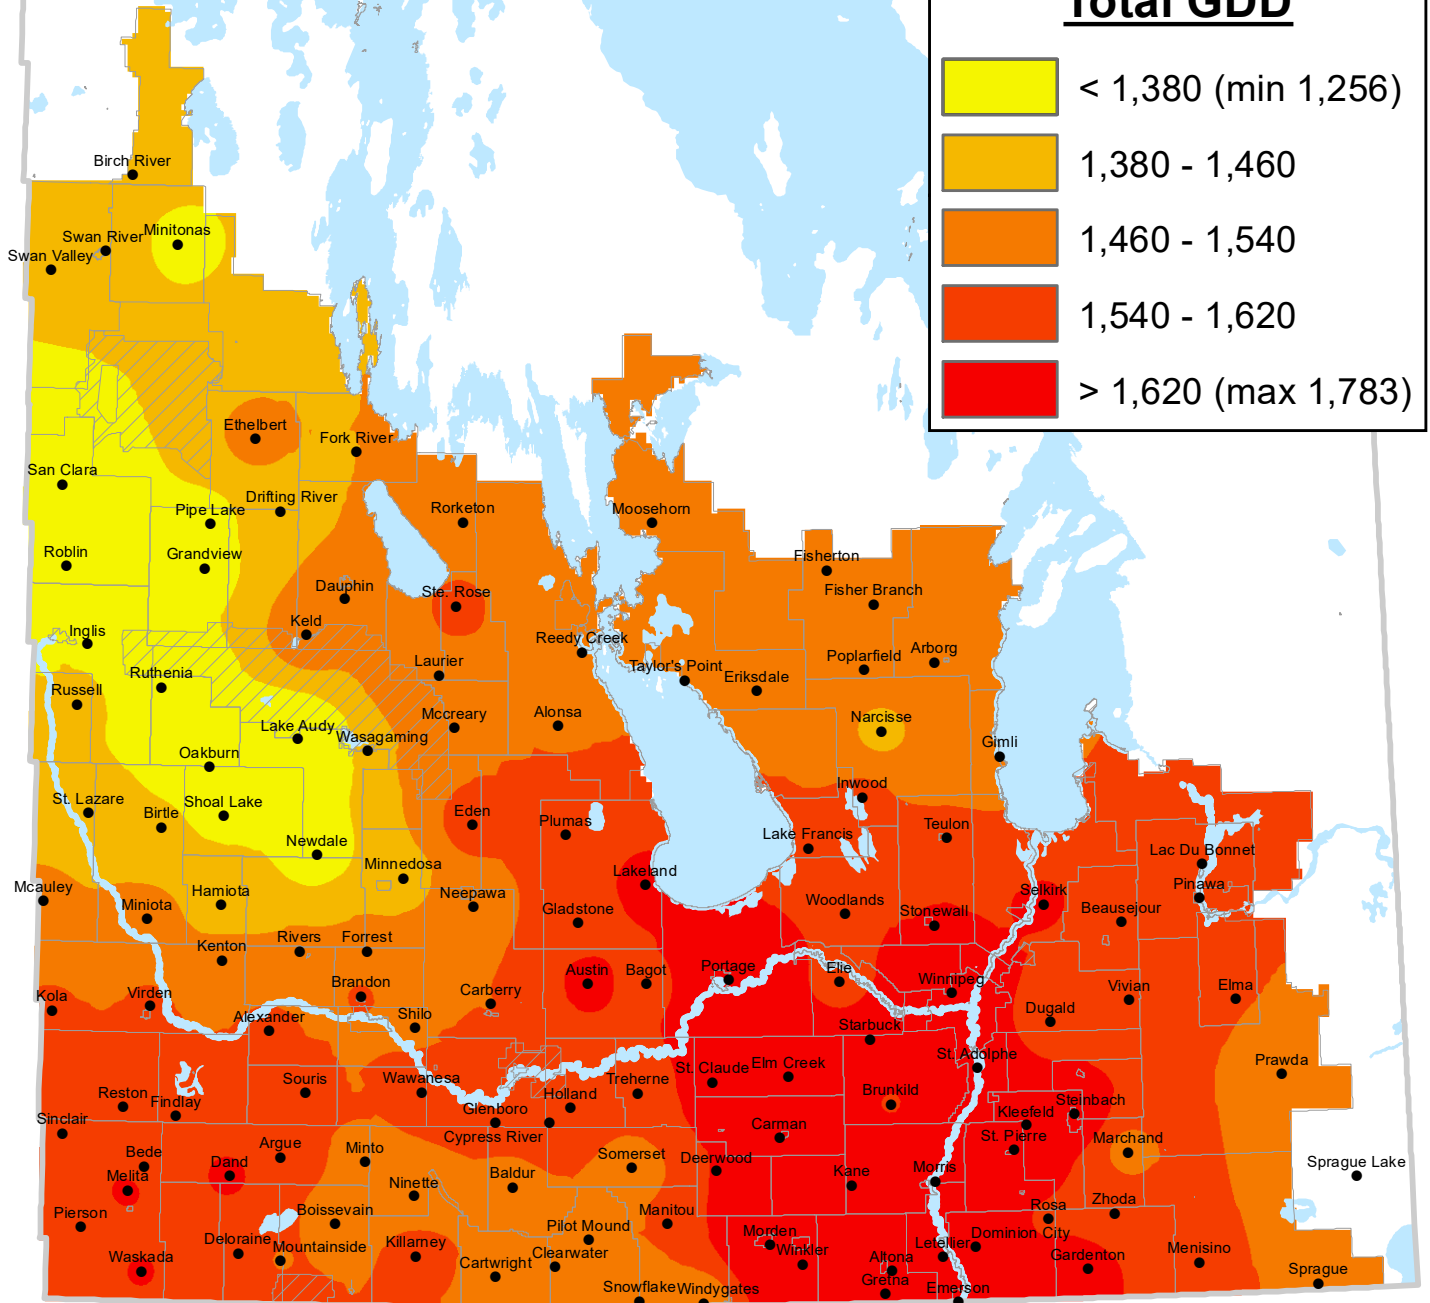 Total GDD
< 1,380 (min 1,256)
1,380 - 1,460
1,460 - 1,540
1,540 - 1,620
> 1,620 (max 1,783)
Birch River
Minitonas
Swan River
Swan Valley
Ethelbert
Fork River
San Clara
Drifting River
Pipe Lake
Rorketon
Moosehorn
Roblin
Grandview
Fisherton
Dauphin
Ste. Rose
Fisher Branch
Keld
Inglis
Reedy Creek
Arborg
Poplarfield
Laurier
Taylor's Point
Ruthenia
Eriksdale
Russell
Mccreary
Alonsa
Narcisse
Lake Audy
Wasagaming
Gimli
Oakburn
Inwood
St. Lazare
Shoal Lake
Birtle
Eden
Plumas
Teulon
Lake Francis
Newdale
Lac Du Bonnet
Minnedosa
Lakeland
Mcauley
Pinawa
Hamiota
Neepawa
Selkirk
Miniota
Woodlands
Gladstone
Beausejour
Stonewall
Rivers
Forrest
Kenton
Portage
Elie
Austin
Bagot
Winnipeg
Brandon
Virden
Carberry
Vivian
Elma
Kola
Dugald
Alexander
Shilo
Starbuck
St. Adolphe
Prawda
St. Claude
Elm Creek
Souris
Wawanesa
Treherne
Reston
Findlay
Holland
Brunkild
Steinbach
Glenboro
Kleefeld
Sinclair
Carman
Cypress River
St. Pierre
Marchand
Argue
Minto
Bede
Somerset
Deerwood
Sprague Lake
Dand
Melita
Baldur
Kane
Morris
Ninette
Zhoda
Rosa
Pierson
Boissevain
Manitou
Pilot Mound
Morden
Dominion City
Deloraine
Mountainside
Killarney
Letellier
Winkler
Clearwater
Waskada
Altona
Gardenton
Menisino
Cartwright
Gretna
Sprague
Snowflake
Windygates
Emerson